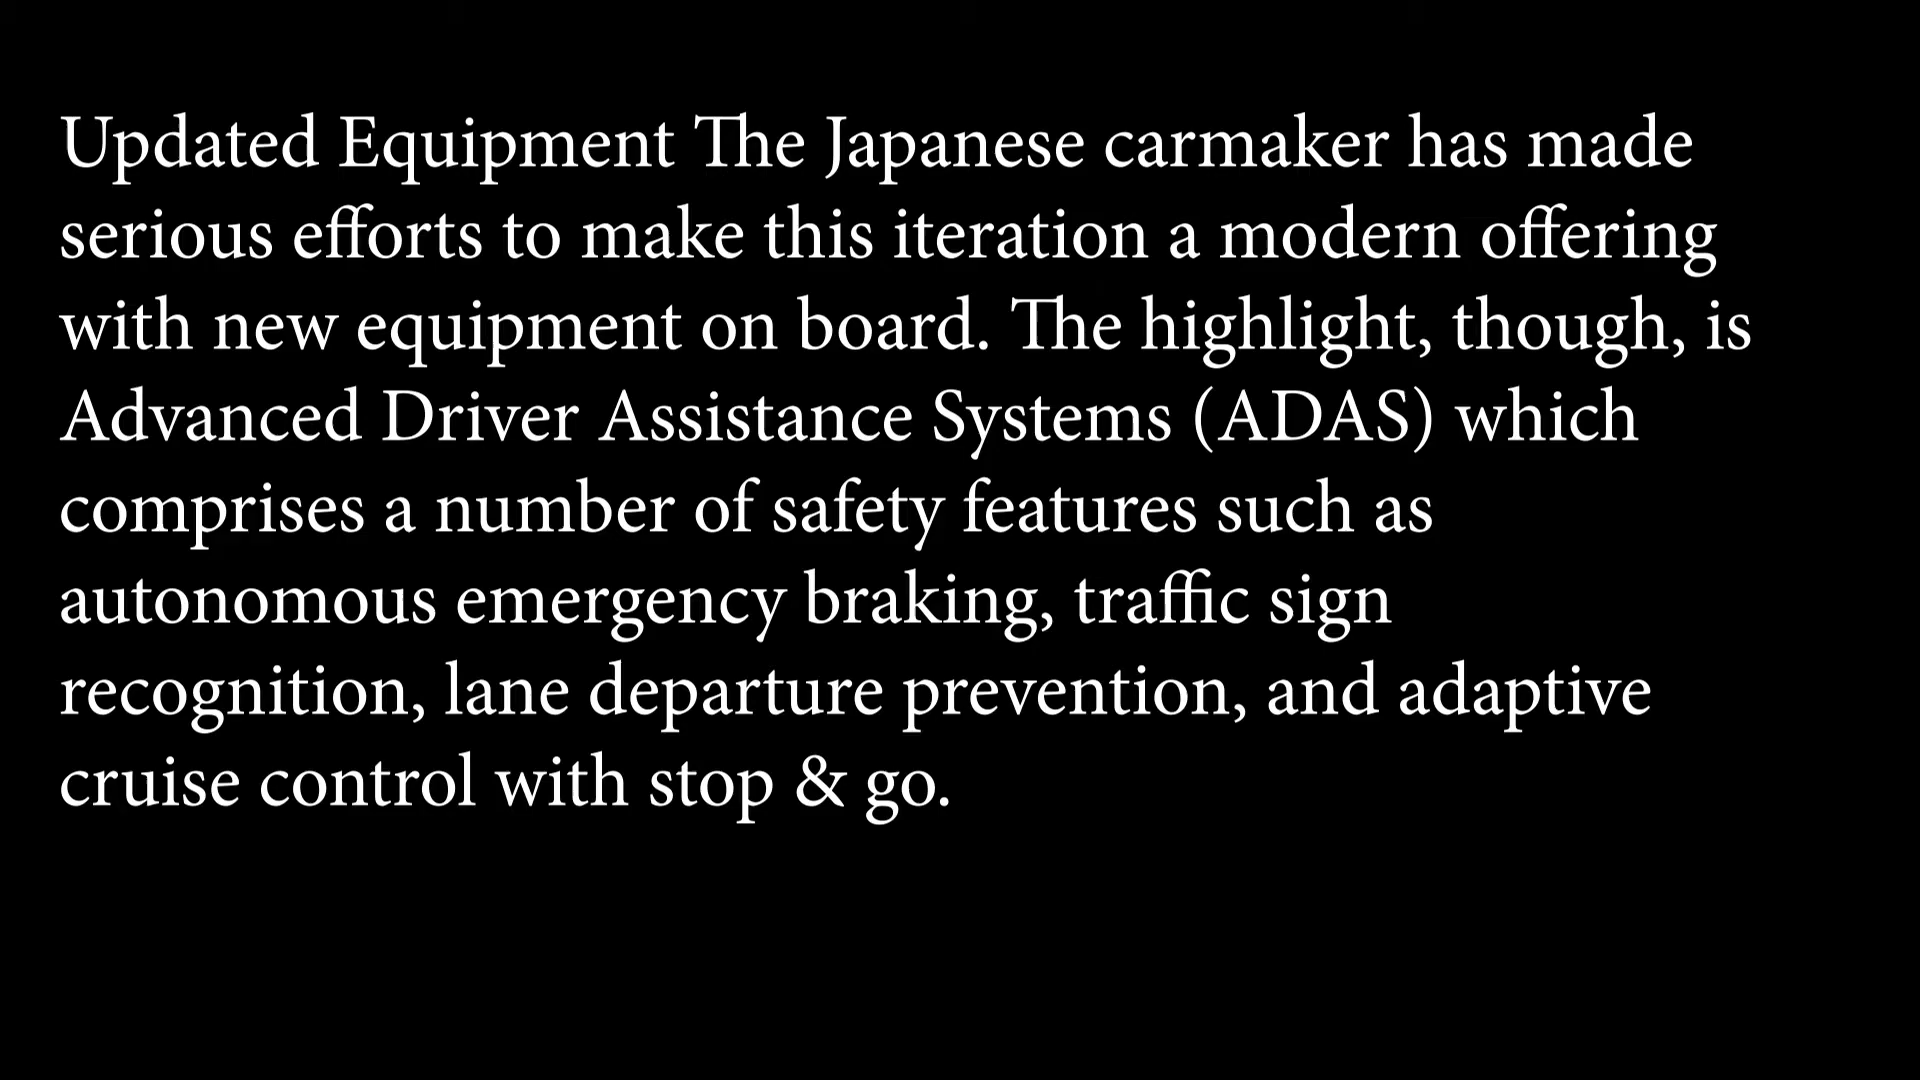 Updated Equipment The Japanese carmaker has made
serious efforts to make this iteration a modern offering
with new equipment on board. The highlight, though, is
Advanced Driver Assistance Systems (ADAS) which
comprises a number of safety features such as
autonomous emergency braking, traffic sign
recognition, lane departure prevention, and adaptive
cruise control with stop & go.